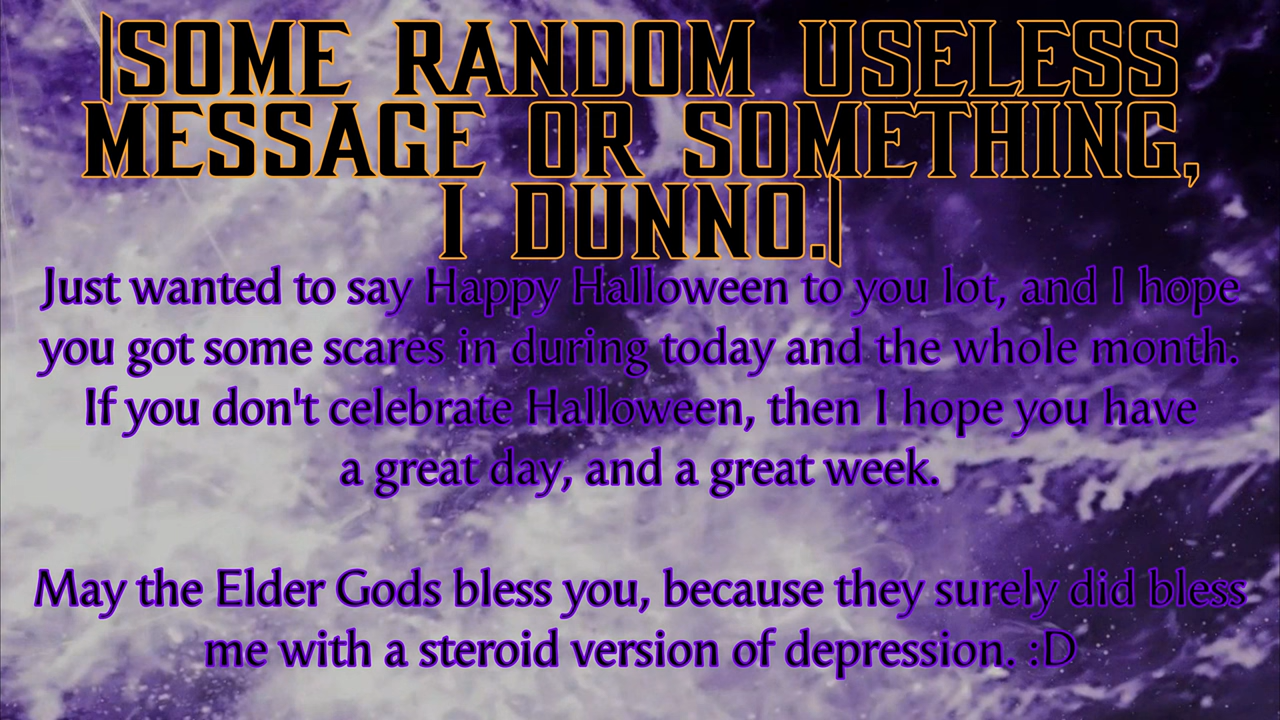 |SOME RANDOM USELESS
MESSAGE OR SOMETHING,
I DUNNO.|
Just wanted to say Happy Halloween to you lot, and I hope
you got some scares in during today and the whole month.
If you don't celebrate Halloween, then I hope you have
a great day, and a great week.
May the Elder Gods bless you, because they surely did bless
me with a steroid version of depression. :D